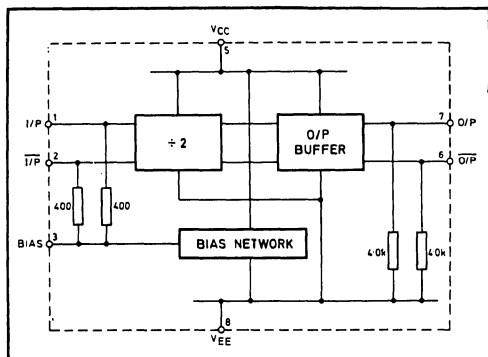 VCC
5
I/P
1
7
O/P
÷2
O/P
BUFFER
I/P
2
6
O/P
400
400
BIAS
3
BIAS NETWORK
4.0k
4.0k
8
VEE